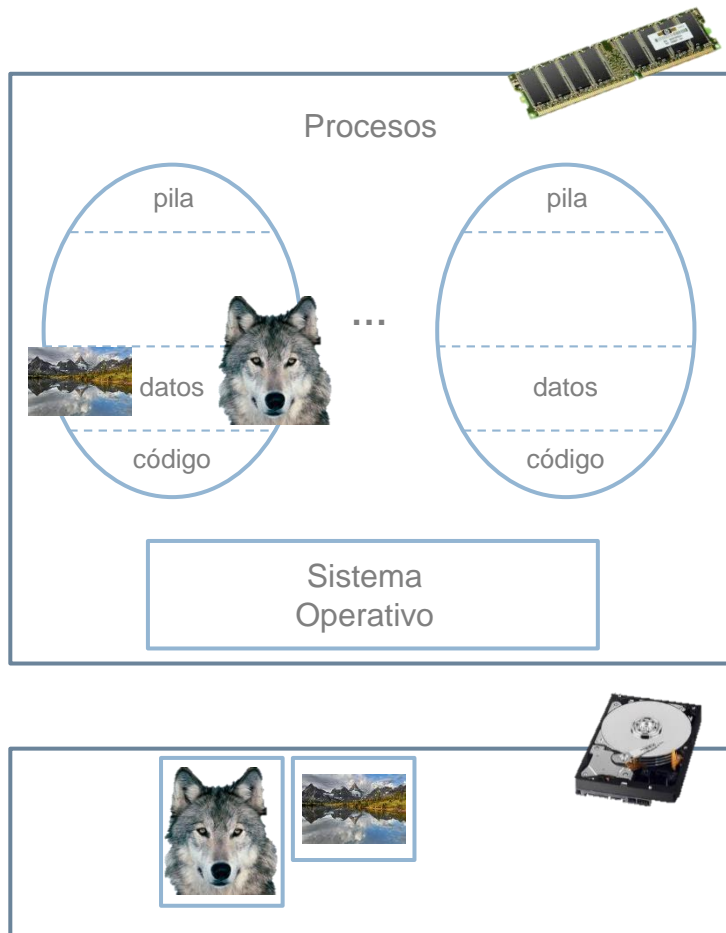 Procesos
pila
pila
...
datos
datos
código
código
Sistema
Operativo